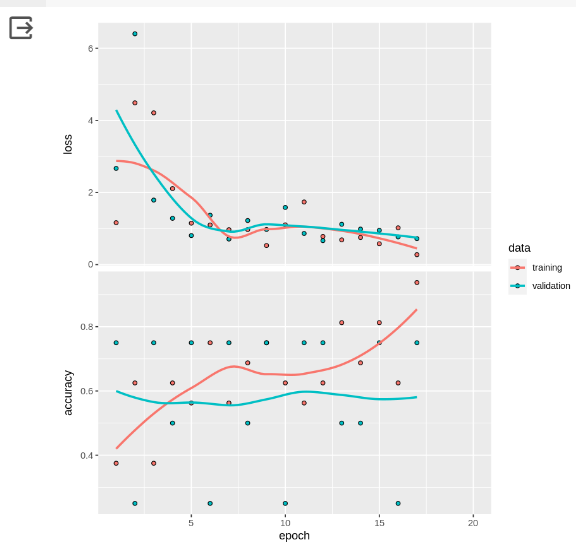 6
4
2
0
loss
0.8
0.6
0.4
accuracy
5 10 15 20
epoch
data
training
validation